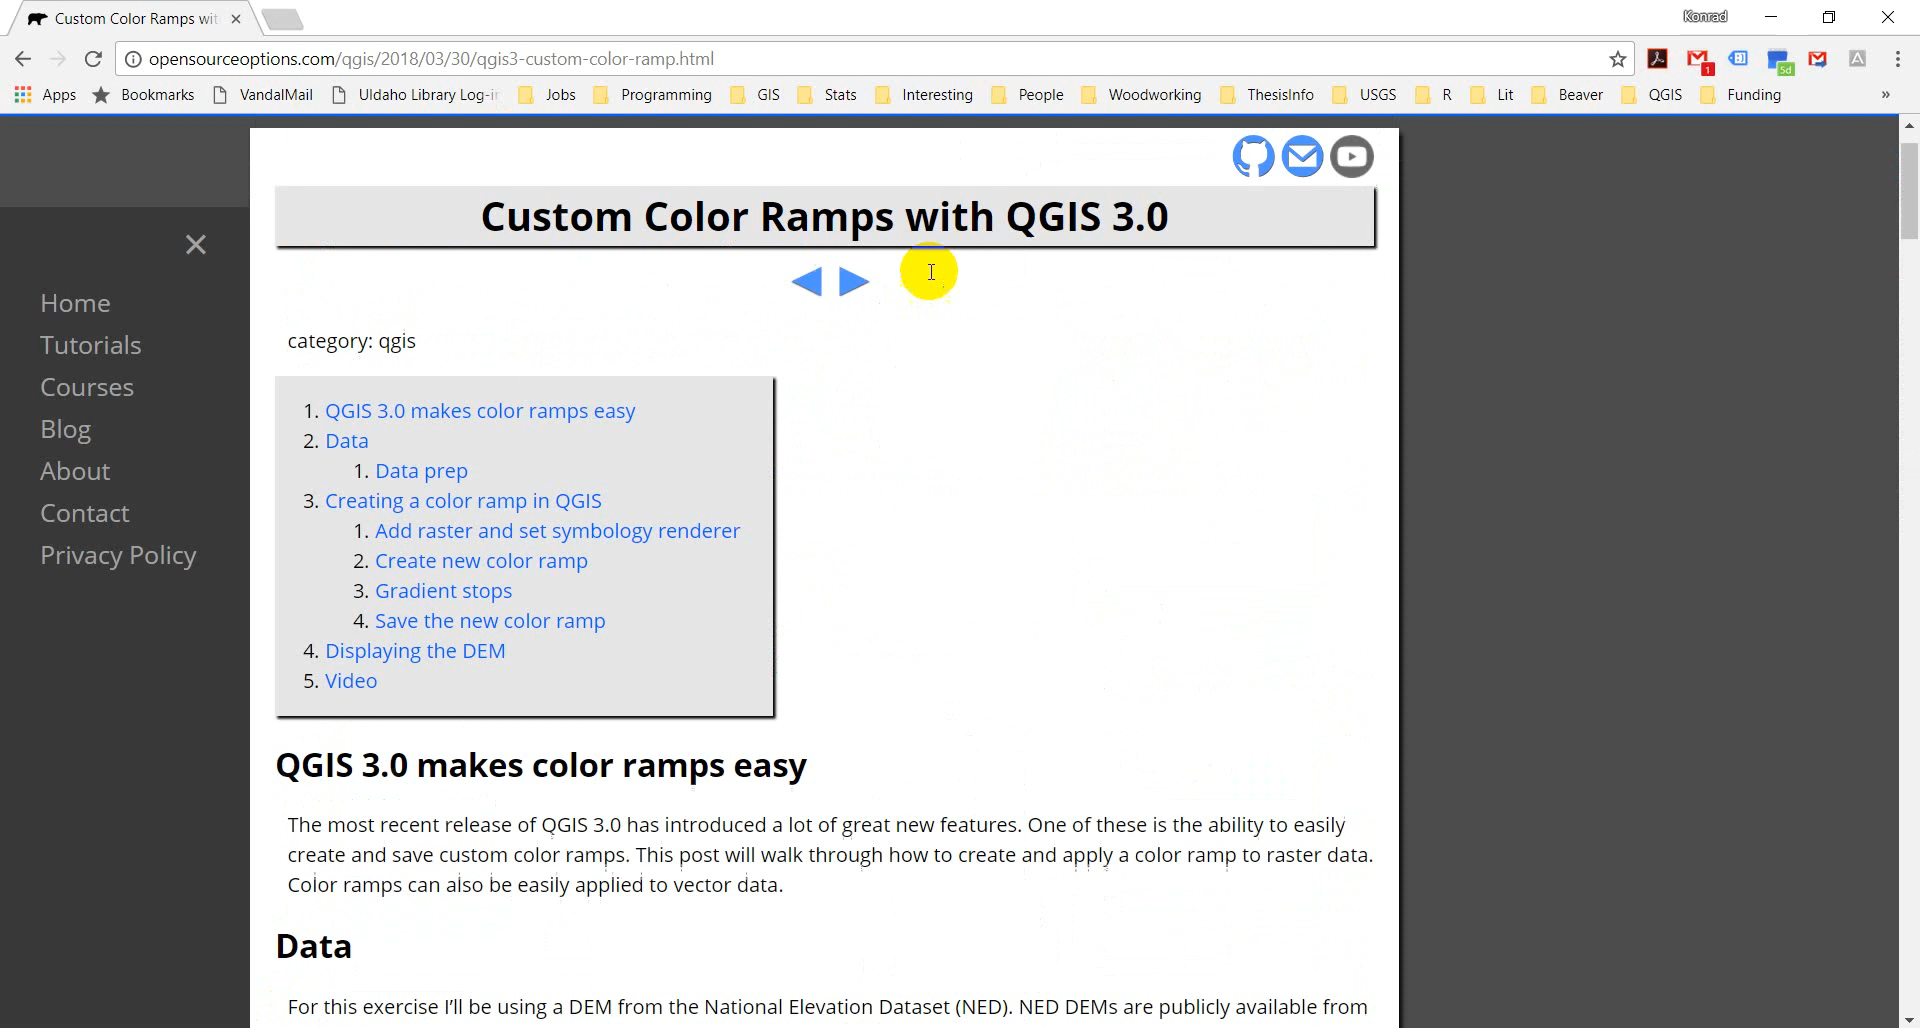 Custom Color Ramps wit
Konrad
opensourceoptions.com/qgis/2018/03/30/qgis3-custom-color-ramp.html
1
5d
A
Apps
Bookmarks
VandalMail
UIdaho Library Log-in
Jobs
Programming
GIS
Stats
Interesting
People
Woodworking
ThesisInfo
USGS
R
Lit
Beaver
QGIS
Funding
»
Custom Color Ramps with QGIS 3.0
Home
Tutorials
Courses
Blog
About
Contact
Privacy Policy
category: qgis
1. QGIS 3.0 makes color ramps easy
2. Data
1. Data prep
3. Creating a color ramp in QGIS
1. Add raster and set symbology renderer
2. Create new color ramp
3. Gradient stops
4. Save the new color ramp
4. Displaying the DEM
5. Video
QGIS 3.0 makes color ramps easy
The most recent release of QGIS 3.0 has introduced a lot of great new features. One of these is the ability to easily
create and save custom color ramps. This post will walk through how to create and apply a color ramp to raster data.
Color ramps can also be easily applied to vector data.
Data
For this exercise I'll be using a DEM from the National Elevation Dataset (NED). NED DEMs are publicly available from